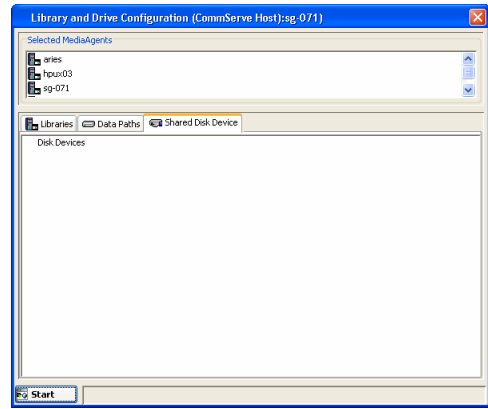 Library and Drive Configuration (CommServe Host):sg-071)
Selected MediaAgents
aries
hpux03
sg-071
Libraries Data Paths Shared Disk Device
Disk Devices
Start